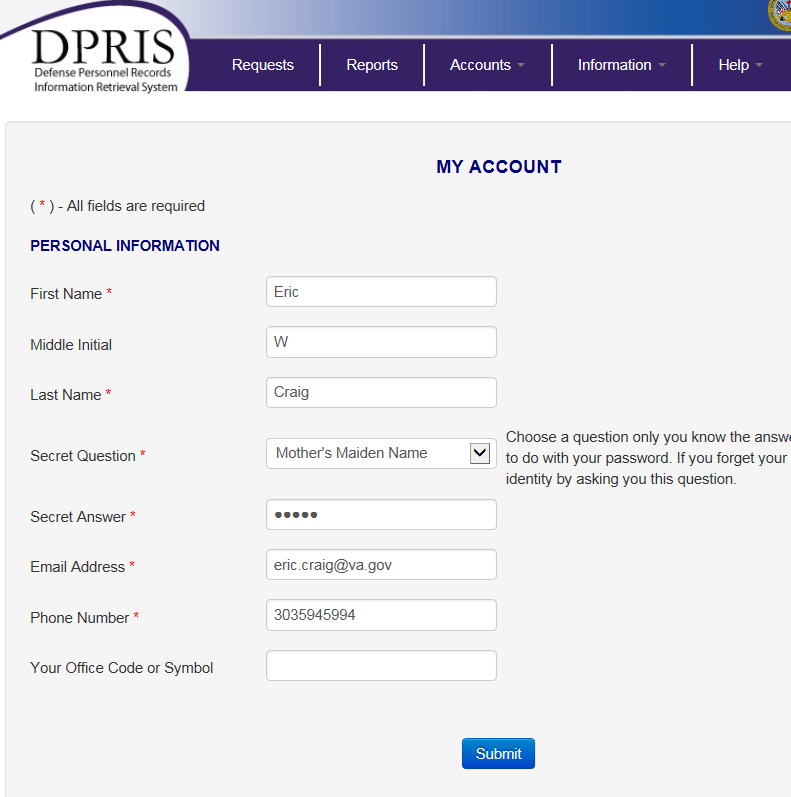 DPRIS
Defense Personnel Records
Information Retrieval System
Requests
Reports
Accounts
Information
Help
MY ACCOUNT
( * ) - All fields are required
PERSONAL INFORMATION
First Name *
Eric
Middle Initial
W
Last Name *
Craig
Secret Question *
Mother's Maiden Name
Choose a question only you know the answe
to do with your password. If you forget your
identity by asking you this question.
Secret Answer *
●●●●●
Email Address *
eric.craig@va.gov
Phone Number *
3035945994
Your Office Code or Symbol
Submit